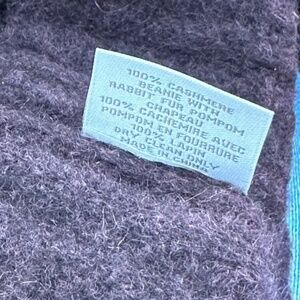 100% CASHMERE
BEANIE WITH
RABBIT FUR POMPOM
CHAPEAU
100% CACHEMIRE AVEC
POMPOM EN FOURRURE
100% LAPIN
DRY CLEAN ONLY
MADE IN CHINA